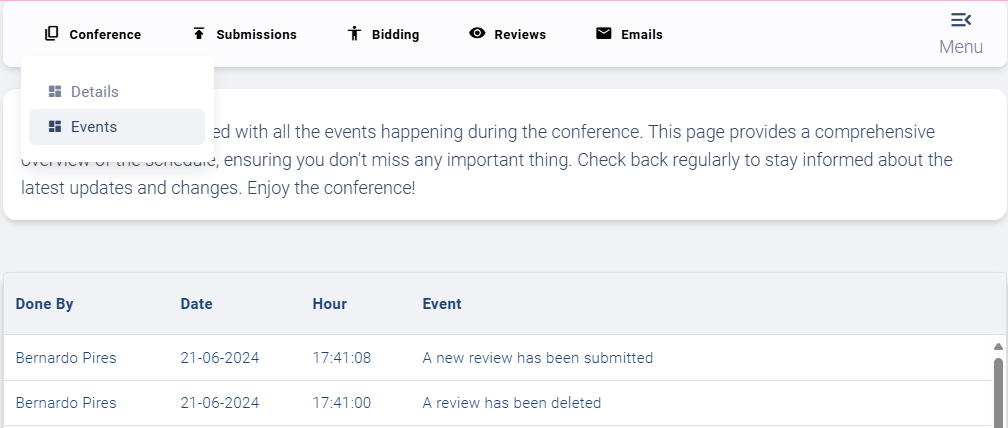 Conference Submissions Bidding Reviews Emails Menu
Details
Events
ed with all the events happening during the conference. This page provides a comprehensive
overview of the schedule, ensuring you don't miss any important thing. Check back regularly to stay informed about the
latest updates and changes. Enjoy the conference!
Done By Date Hour Event
Bernardo Pires 21-06-2024 17:41:08 A new review has been submitted
Bernardo Pires 21-06-2024 17:41:00 A review has been deleted